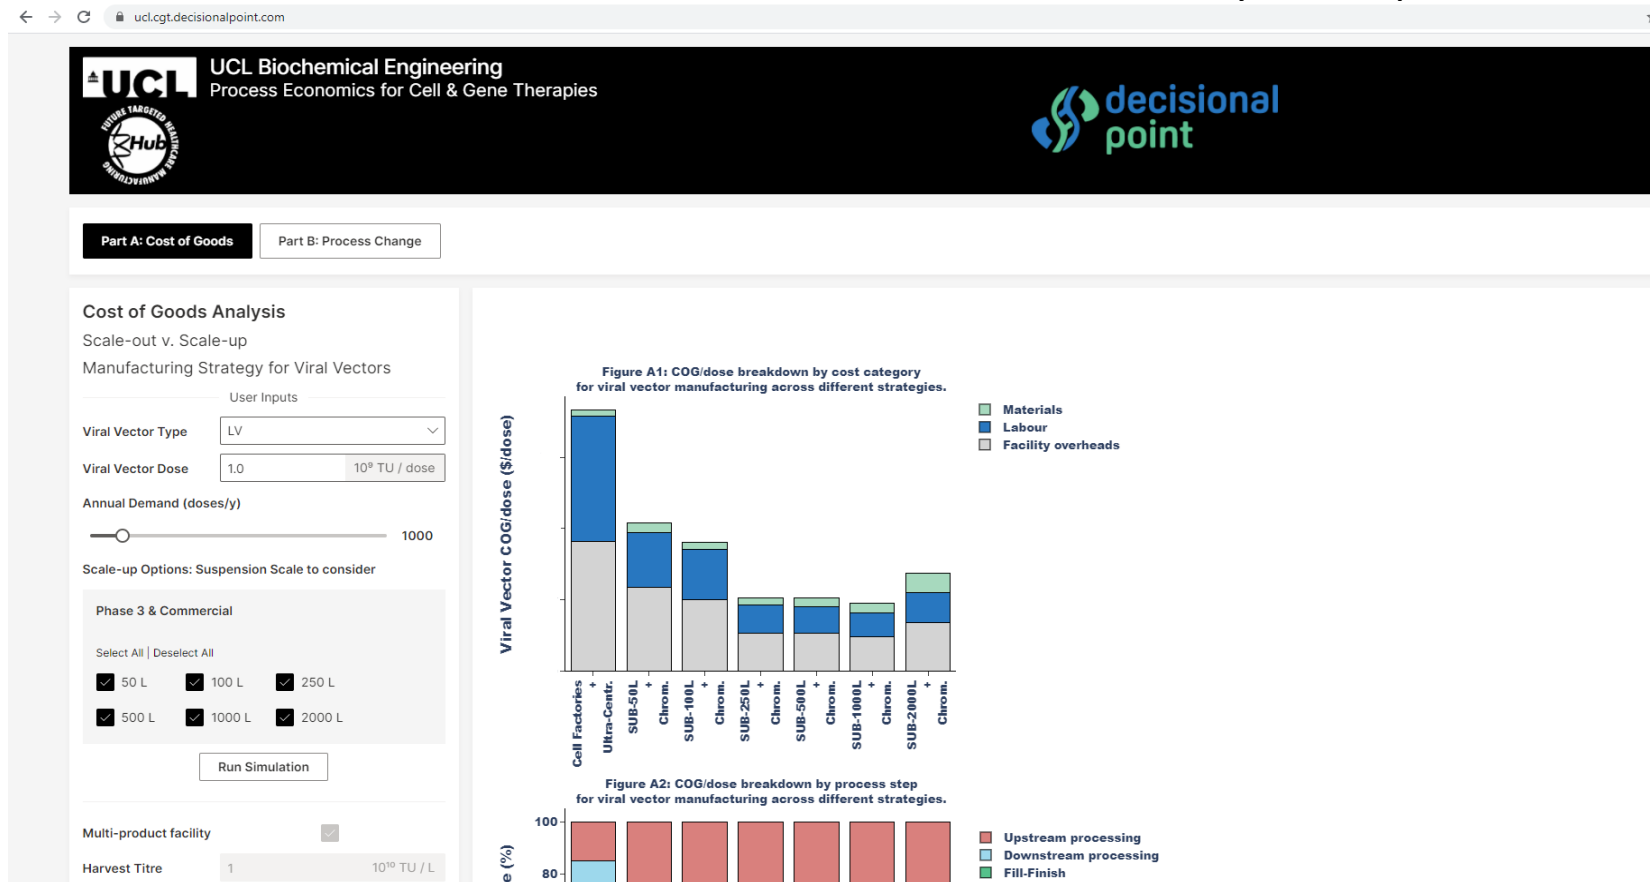 ucl.cgt.decisionalpoint.com
UCL
UCL Biochemical Engineering
Process Economics for Cell & Gene Therapies
FUTURE TARGETED HEALTHCARE MANUFACTURING
Hub
decisional
point
Part A: Cost of Goods
Part B: Process Change
Cost of Goods Analysis
Scale-out v. Scale-up
Manufacturing Strategy for Viral Vectors
User Inputs
Viral Vector Type
LV
Viral Vector Dose
1.0
10⁹ TU / dose
Annual Demand (doses/y)
1000
Scale-up Options: Suspension Scale to consider
Phase 3 & Commercial
Select All | Deselect All
50 L
100 L
250 L
500 L
1000 L
2000 L
Run Simulation
Multi-product facility
Harvest Titre
1
10¹⁰ TU / L
Figure A1: COG/dose breakdown by cost category
for viral vector manufacturing across different strategies.
Viral Vector COG/dose ($/dose)
Materials
Labour
Facility overheads
Cell Factories
+
Ultra-Centr.
SUB-50L
+
Chrom.
SUB-100L
+
Chrom.
SUB-250L
+
Chrom.
SUB-500L
+
Chrom.
SUB-1000L
+
Chrom.
SUB-2000L
+
Chrom.
Figure A2: COG/dose breakdown by process step
for viral vector manufacturing across different strategies.
100
80
(%)
Upstream processing
Downstream processing
Fill-Finish